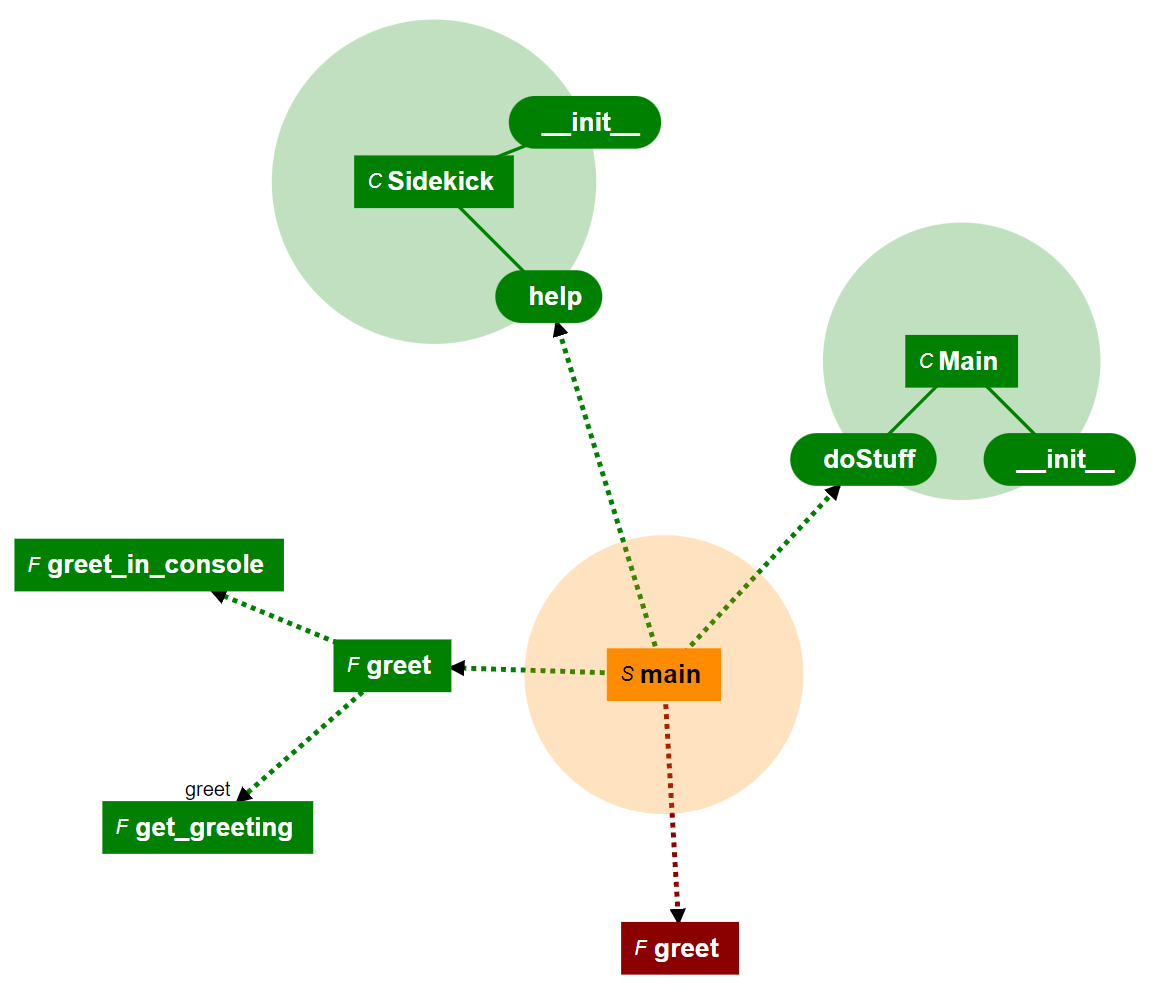 __init__
C Sidekick
help
C Main
doStuff
__init__
F greet_in_console
F greet
S main
greet
F get_greeting
F greet